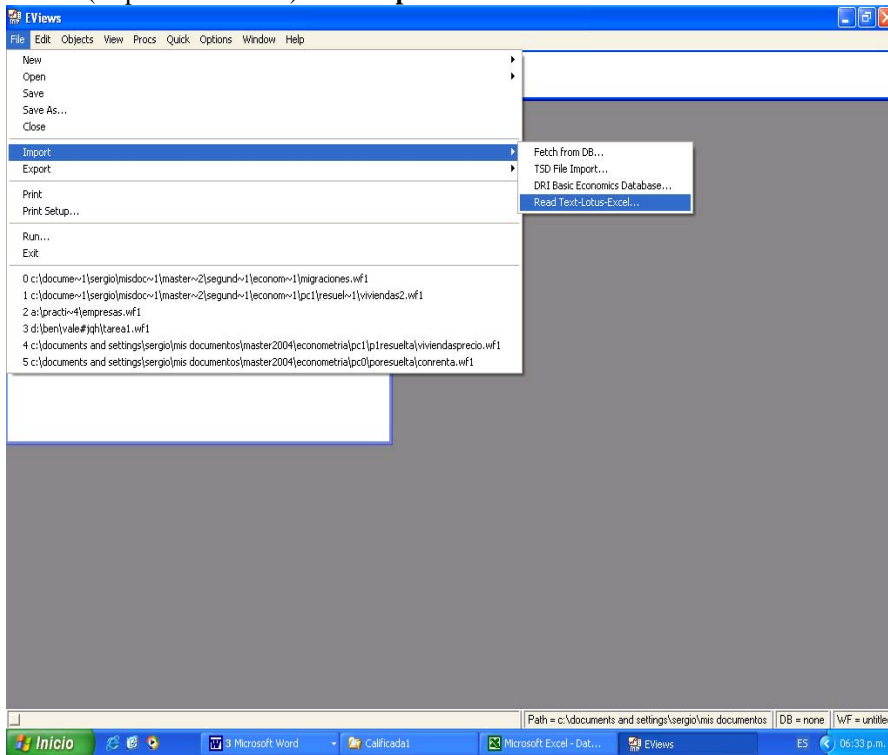 EViews
File Edit Objects View Procs Quick Options Window Help
New
Open
Save
Save As...
Close
Import
Export
Print
Print Setup...
Run...
Exit
0 c:\docume~1\sergio\misdoc~1\master~2\segund~1\econom~1\migraciones.wf1
1 c:\docume~1\sergio\misdoc~1\master~2\segund~1\econom~1\pc1\resuel~1\viviendas2.wf1
2 a:\practi~4\empresas.wf1
3 d:\ben\vale#jqh\tarea1.wf1
4 c:\documents and settings\sergio\mis documentos\master2004\econometria\pc1\p1resuelta\viviendasprecio.wf1
5 c:\documents and settings\sergio\mis documentos\master2004\econometria\pc0\poresuelta\conrenta.wf1
Fetch from DB...
TSD File Import...
DRI Basic Economics Database...
Read Text-Lotus-Excel...
Path = c:\documents and settings\sergio\mis documentos DB = none WF = untitle
Inicio 3 Microsoft Word Calificada1 Microsoft Excel - Dat... EViews ES 06:33 p.m.